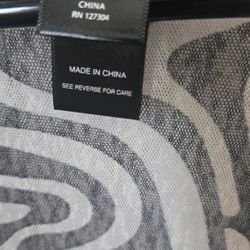 CHINA
RN 127304
MADE IN CHINA
SEE REVERSE FOR CARE